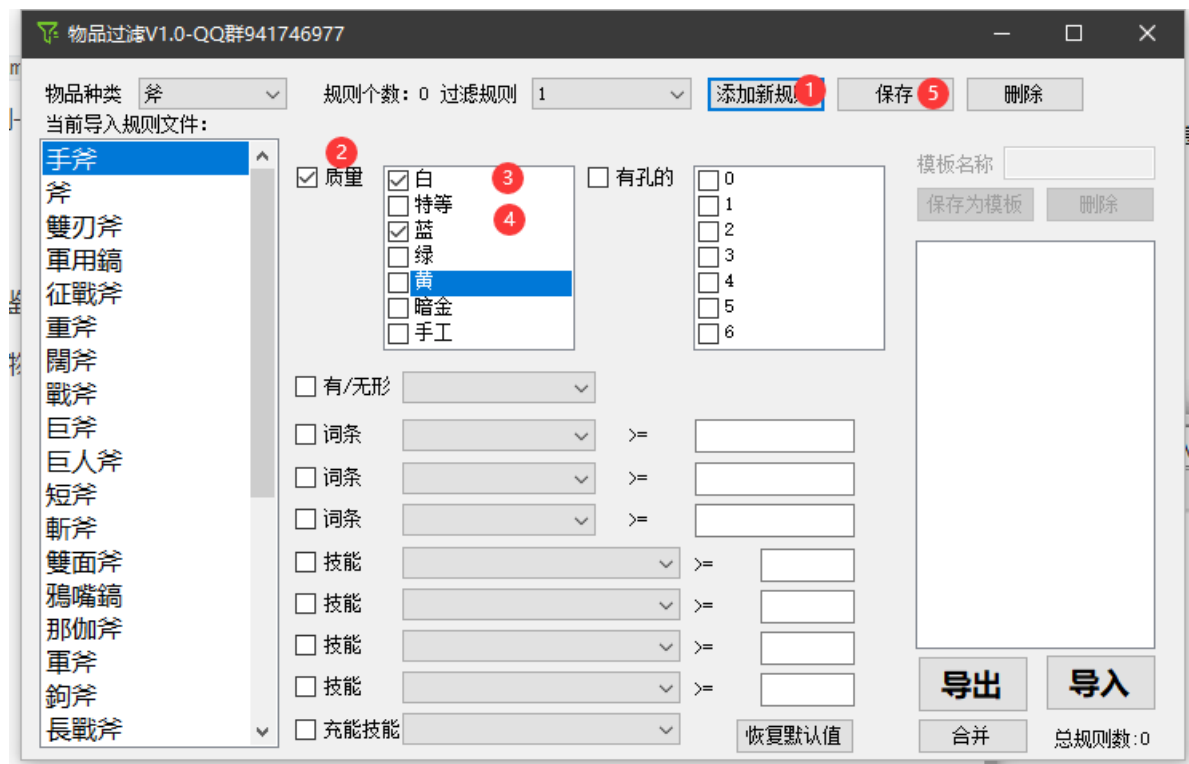 物品过滤V1.0-QQ群941746977
物品种类 斧 规则个数: 0 过滤规则 1 添加新规 1 保存 5 删除
当前导入规则文件:
手斧
斧
雙刃斧
軍用鎬
征戰斧
重斧
闊斧
戰斧
巨斧
巨人斧
短斧
斬斧
雙面斧
鴉嘴鎬
那伽斧
軍斧
鉤斧
長戰斧
2
质量
白 3
特等
蓝 4
绿
黄
暗金
手工
有孔的
0
1
2
3
4
5
6
有/无形
词条 >=
词条 >=
词条 >=
技能 >=
技能 >=
技能 >=
技能 >=
充能技能
恢复默认值
模板名称
保存为模板 删除
导出 导入
合并 总规则数:0